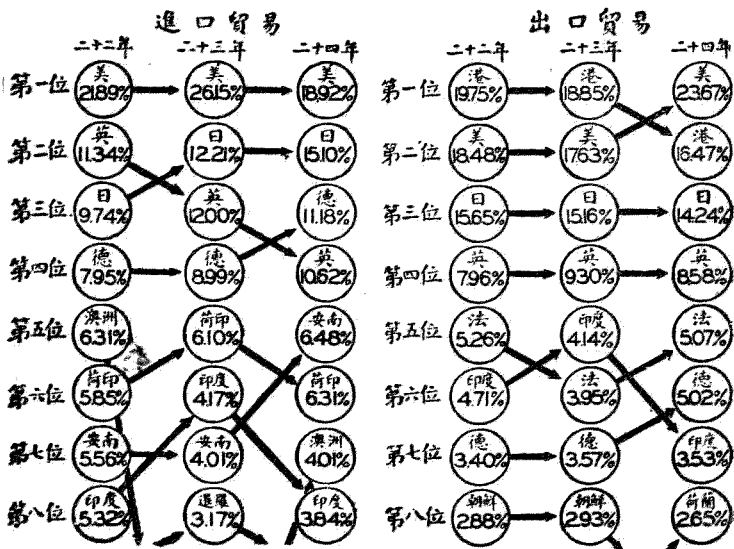 進口貿易
二十二年 二十三年 二十四年
第一位 美 21.89% 美 26.15% 美 18.92%
第二位 英 11.34% 日 12.21% 日 15.10%
第三位 日 9.74% 英 12.00% 德 11.18%
第四位 德 7.95% 德 8.99% 英 10.62%
第五位 澳洲 6.31% 荷印 6.10% 安南 6.48%
第六位 荷印 5.85% 印度 4.17% 荷印 6.31%
第七位 安南 5.56% 安南 4.01% 澳洲 4.01%
第八位 印度 5.32% 暹羅 3.17% 印度 3.84%
出口貿易
二十二年 二十三年 二十四年
第一位 港 19.75% 港 18.85% 美 23.67%
第二位 美 18.48% 美 17.63% 港 16.47%
第三位 日 15.65% 日 15.16% 日 14.24%
第四位 英 7.96% 英 9.30% 英 8.58%
第五位 法 5.26% 印度 4.14% 法 5.07%
第六位 印度 4.71% 法 3.95% 德 5.02%
第七位 德 3.40% 德 3.57% 印度 3.53%
第八位 朝鮮 2.88% 朝鮮 2.93% 荷蘭 2.65%